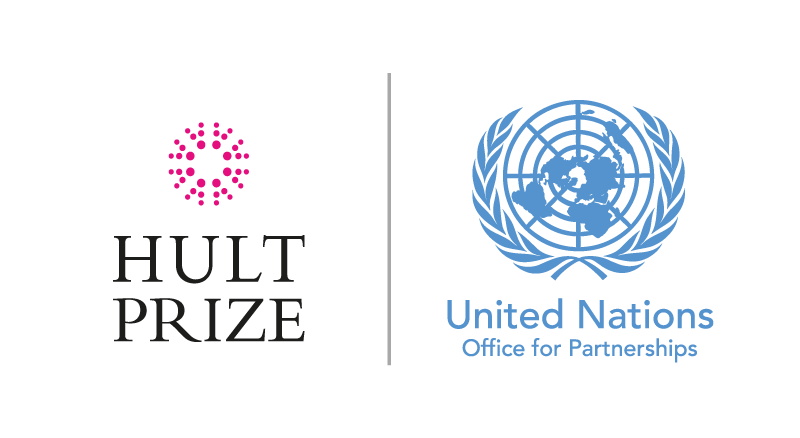 HULT
PRIZE
United Nations
Office for Partnerships